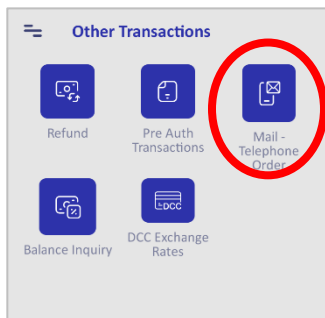 Other Transactions
Refund
Pre Auth
Transactions
Mail -
Telephone
Order
DCC
Balance Inquiry
DCC Exchange
Rates